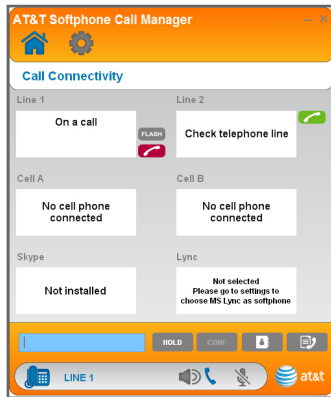 AT&T Softphone Call Manager
Call Connectivity
Line 1
Line 2
On a call
FLASH
Check telephone line
Cell A
Cell B
No cell phone
connected
No cell phone
connected
Skype
Lync
Not installed
Not selected
Please go to settings to
choose MS Lync as softphone
HOLD
CONF
LINE 1
at&t